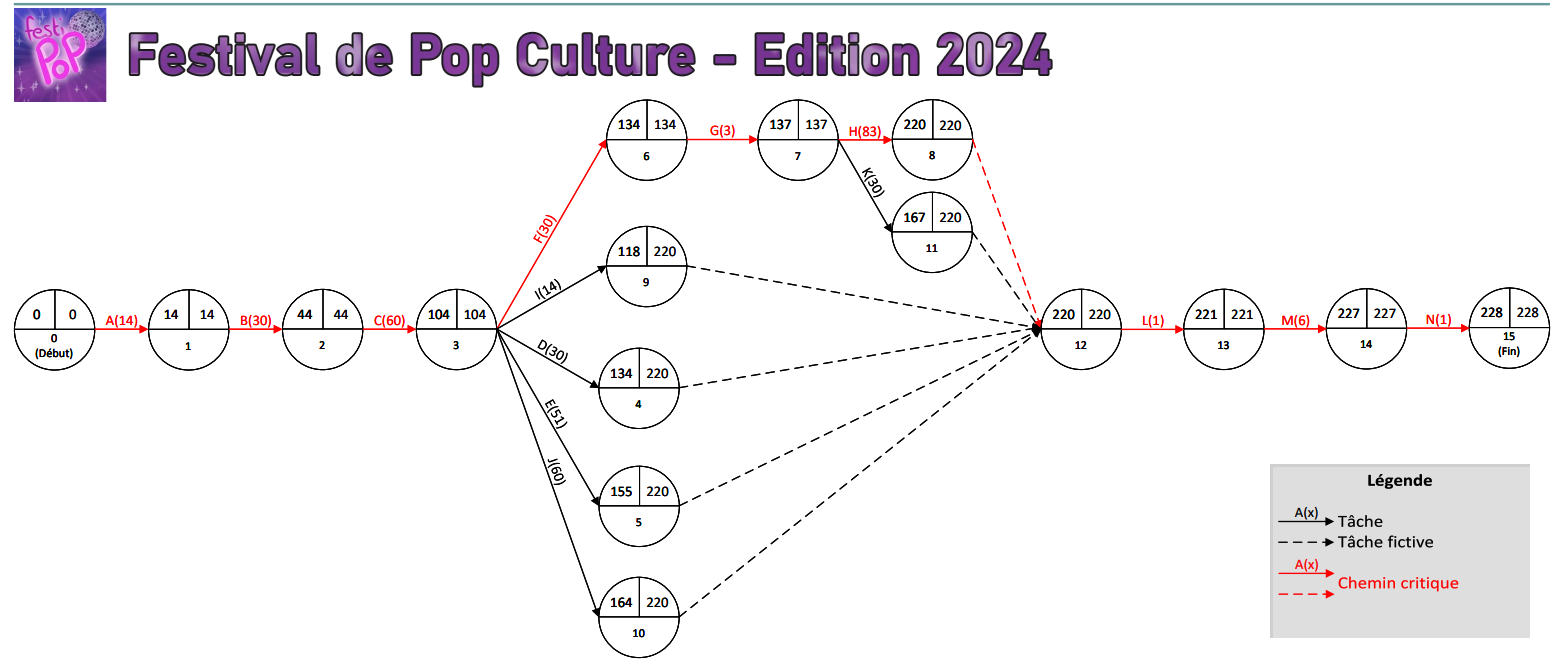 festi
POP
Festival de Pop Culture – Edition 2024
134 134
6
G(3)
137 137
7
H(83)
220 220
8
K(30)
167 220
11
F(30)
118 220
9
I(14)
0 0
0
(Début)
A(14)
14 14
1
B(30)
44 44
2
C(60)
104 104
3
D(30)
134 220
4
E(51)
155 220
5
J(60)
164 220
10
220 220
12
L(1)
221 221
13
M(6)
227 227
14
N(1)
228 228
15
(Fin)
Légende
A(x)
Tâche
Tâche fictive
A(x)
Chemin critique